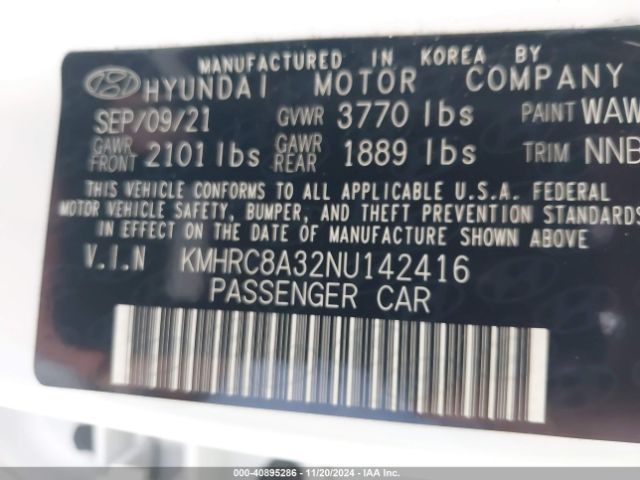 MANUFACTURED IN KOREA BY
HYUNDAI MOTOR COMPANY
SEP/09/21 GVWR 3770 lbs PAINT WAW
GAWR FRONT 2101 lbs GAWR REAR 1889 lbs TRIM NNB
THIS VEHICLE CONFORMS TO ALL APPLICABLE U.S.A. FEDERAL
MOTOR VEHICLE SAFETY, BUMPER, AND THEFT PREVENTION STANDARDS
IN EFFECT ON THE DATE OF MANUFACTURE SHOWN ABOVE.
V.I.N KMHRC8A32NU142416
PASSENGER CAR
000-40895286 - 11/20/2024 - IAA Inc.